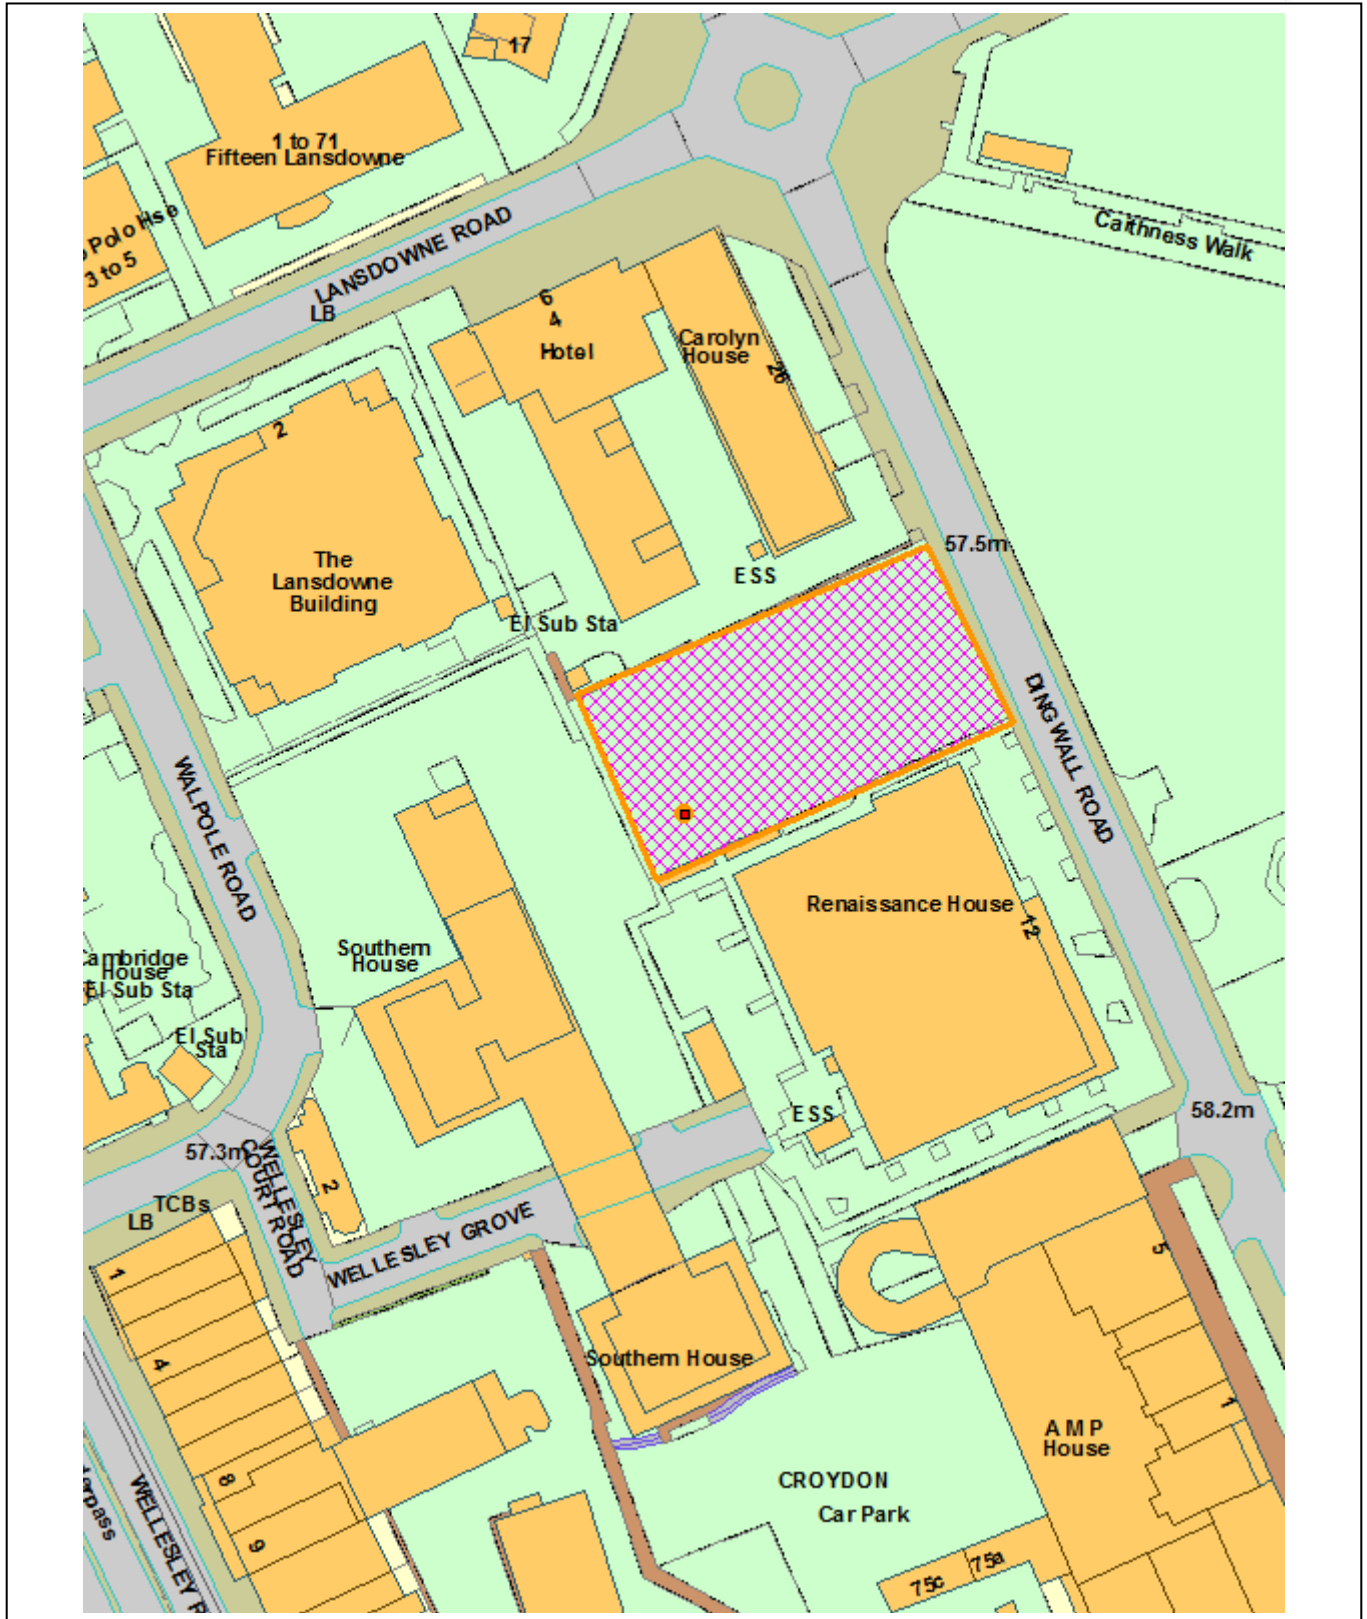 17
1 to 71
Fifteen Lansdowne
Polo Hse
3 to 5
LANSDOWNE ROAD
LB
Caithness Walk
6
4
Hotel
Carolyn
House
26
2
The
Lansdowne
Building
57.5m
ESS
El Sub Sta
DINGWALL ROAD
WALPOLE ROAD
Renaissance House
12
Southern
House
Cambridge
House
El Sub Sta
El Sub
Sta
ESS
58.2m
57.3m
WELLESLEY
COURT ROAD
2
TCBs
LB
WELLESLEY GROVE
1
5
4
Southern House
1
AMP
House
8
CROYDON
Car Park
9
WELLESLEY R
75c
75a